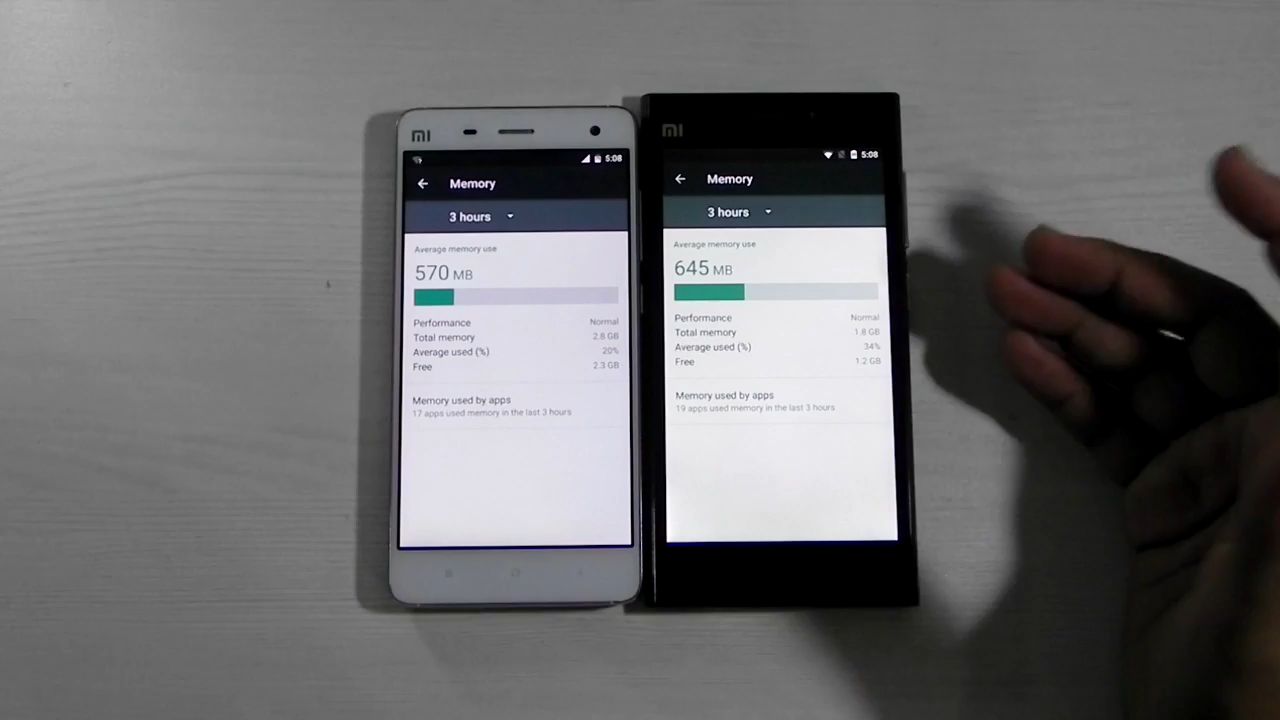 MI
5:08
Memory
3 hours
Average memory use
570 MB
Performance Normal
Total memory 2.8 GB
Average used (%) 20%
Free 2.3 GB
Memory used by apps
17 apps used memory in the last 3 hours
MI
5:08
Memory
3 hours
Average memory use
645 MB
Performance Normal
Total memory 1.8 GB
Average used (%) 34%
Free 1.2 GB
Memory used by apps
19 apps used memory in the last 3 hours